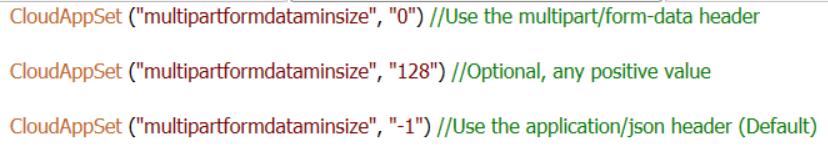 CloudAppSet ("multipartformdataminsize", "0") //Use the multipart/form-data header
CloudAppSet ("multipartformdataminsize", "128") //Optional, any positive value
CloudAppSet ("multipartformdataminsize", "-1") //Use the application/json header (Default)